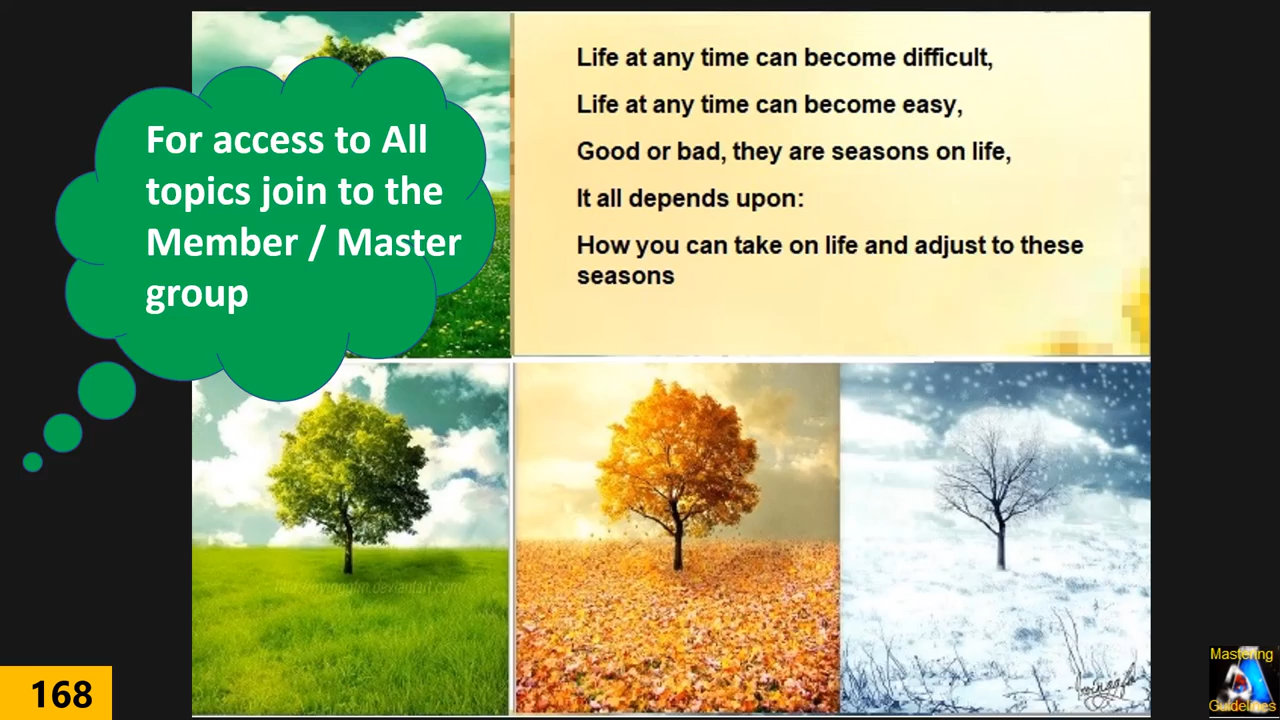 For access to All
topics join to the
Member / Master
group
Life at any time can become difficult,
Life at any time can become easy,
Good or bad, they are seasons on life,
It all depends upon:
How you can take on life and adjust to these
seasons
168
Mastering
Guidelines